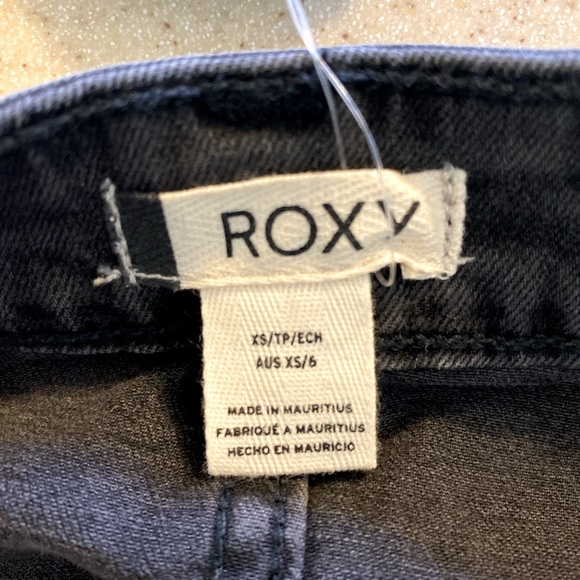 ROXY
XS/TP/ECH
AUS XS/6
MADE IN MAURITIUS
FABRIQUÉ A MAURITIUS
HECHO EN MAURICIO